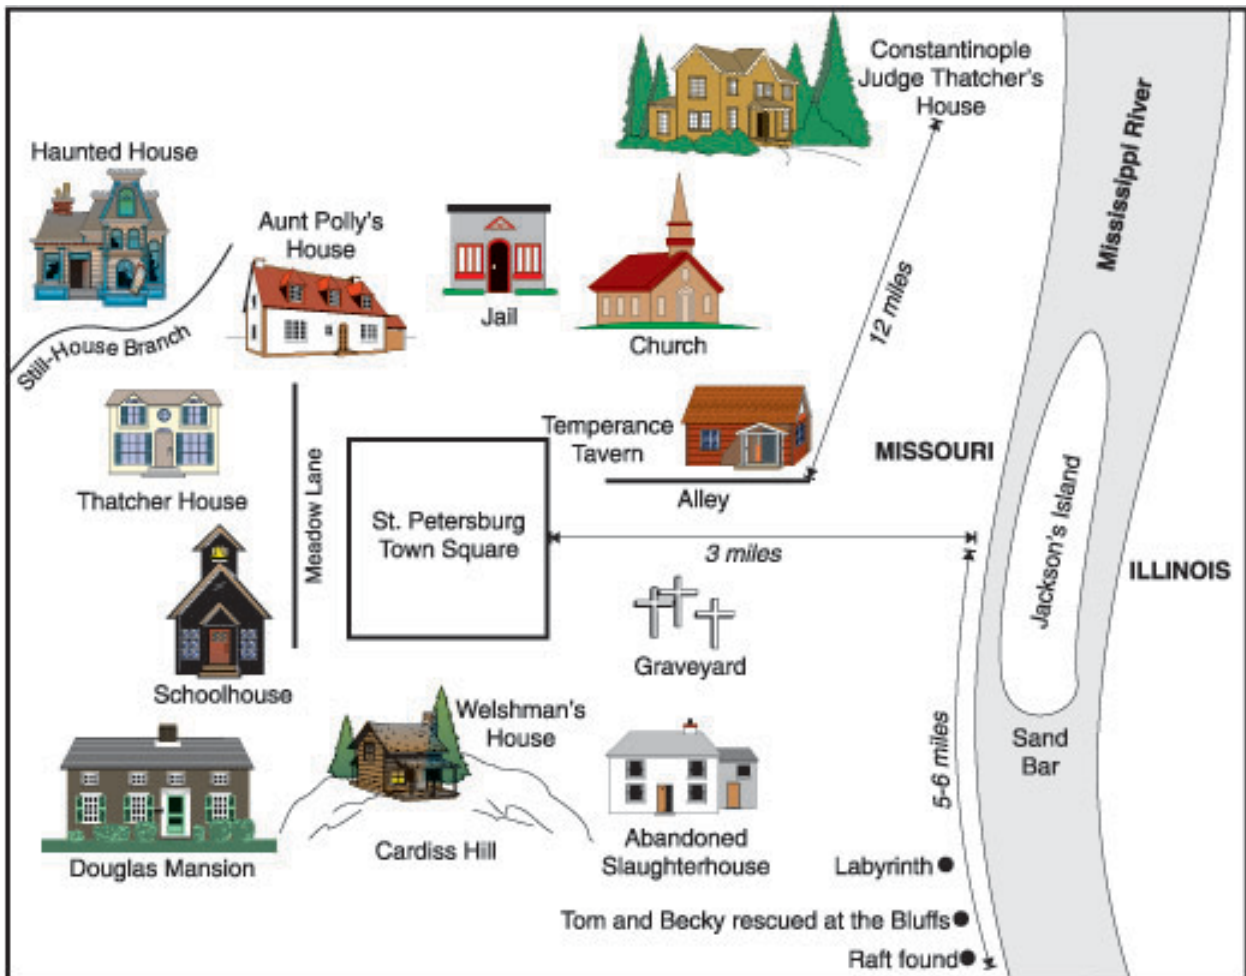 Constantinople
Judge Thatcher's
House
Mississippi River
Haunted House
Aunt Polly's
House
Jail
Church
12 miles
Still-House Branch
Temperance
Tavern
Alley
MISSOURI
Thatcher House
Meadow Lane
St. Petersburg
Town Square
3 miles
Jackson's Island
ILLINOIS
Graveyard
Schoolhouse
Welshman's
House
5-6 miles
Sand
Bar
Douglas Mansion
Cardiss Hill
Abandoned
Slaughterhouse
Labyrinth
Tom and Becky rescued at the Bluffs
Raft found